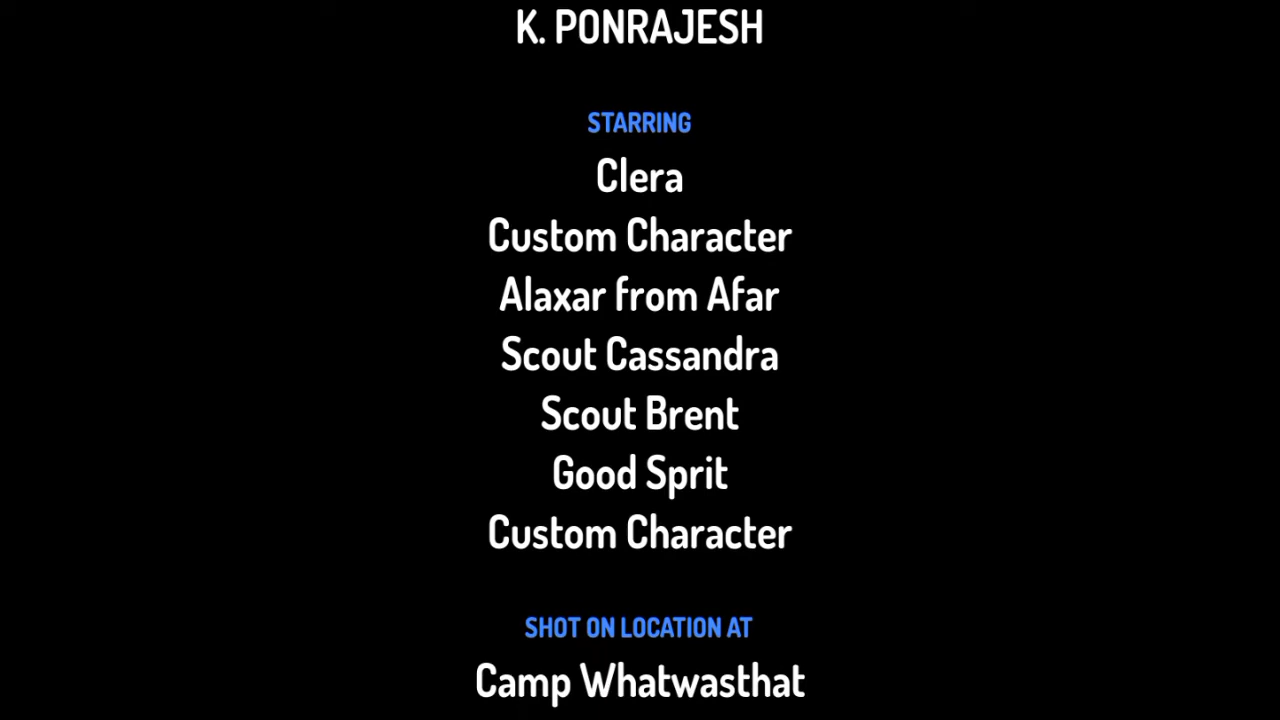 K. PONRAJESH
STARRING
Clera
Custom Character
Alaxar from Afar
Scout Cassandra
Scout Brent
Good Sprit
Custom Character
SHOT ON LOCATION AT
Camp Whatwasthat